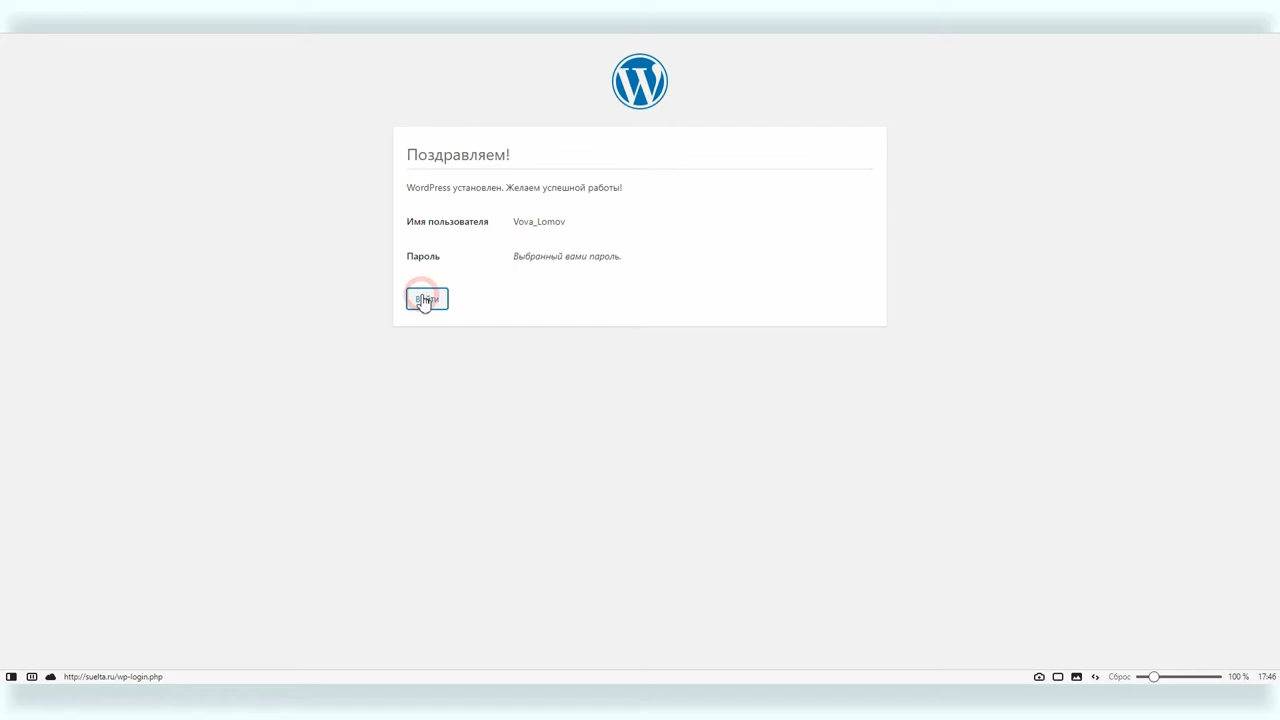 Поздравляем!
WordPress установлен. Желаем успешной работы!
Имя пользователя Vova_Lomov
Пароль Выбранный вами пароль.
http://suelta.ru/wp-login.php
Сброс 100 % 17:46